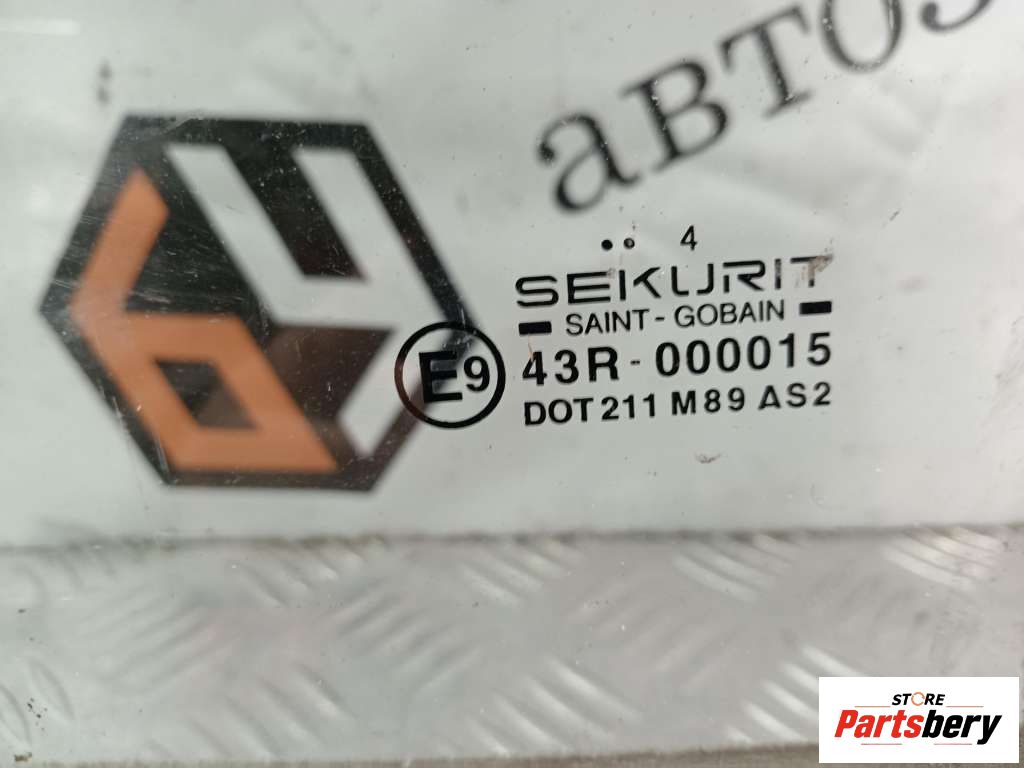 авто
4
SEKURIT
SAINT-GOBAIN
E9 43R-000015
DOT 211 M89 AS2
STORE
Partsbery